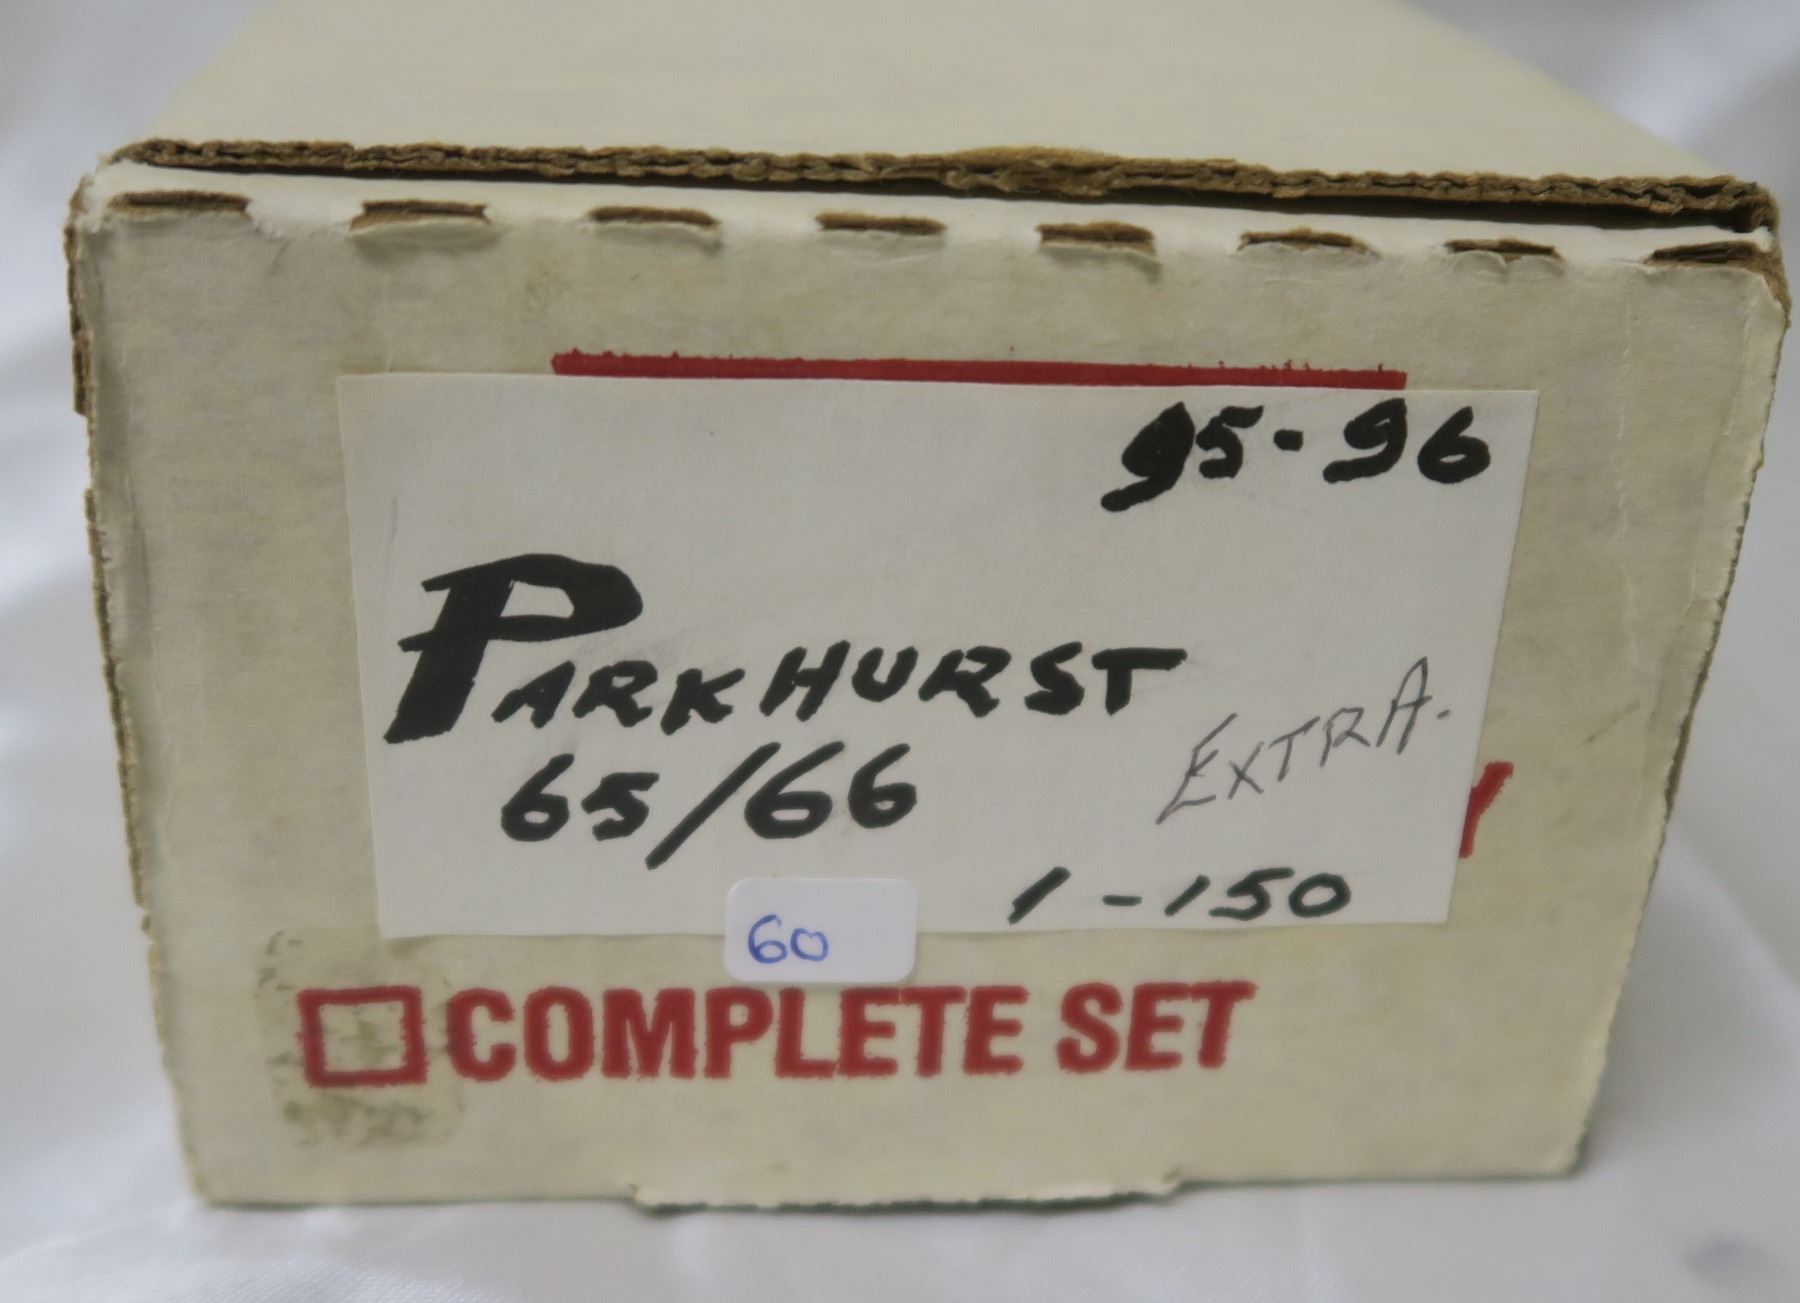 95-96
PARKHURST
65/66
EXTRA.
1-150
60
COMPLETE SET